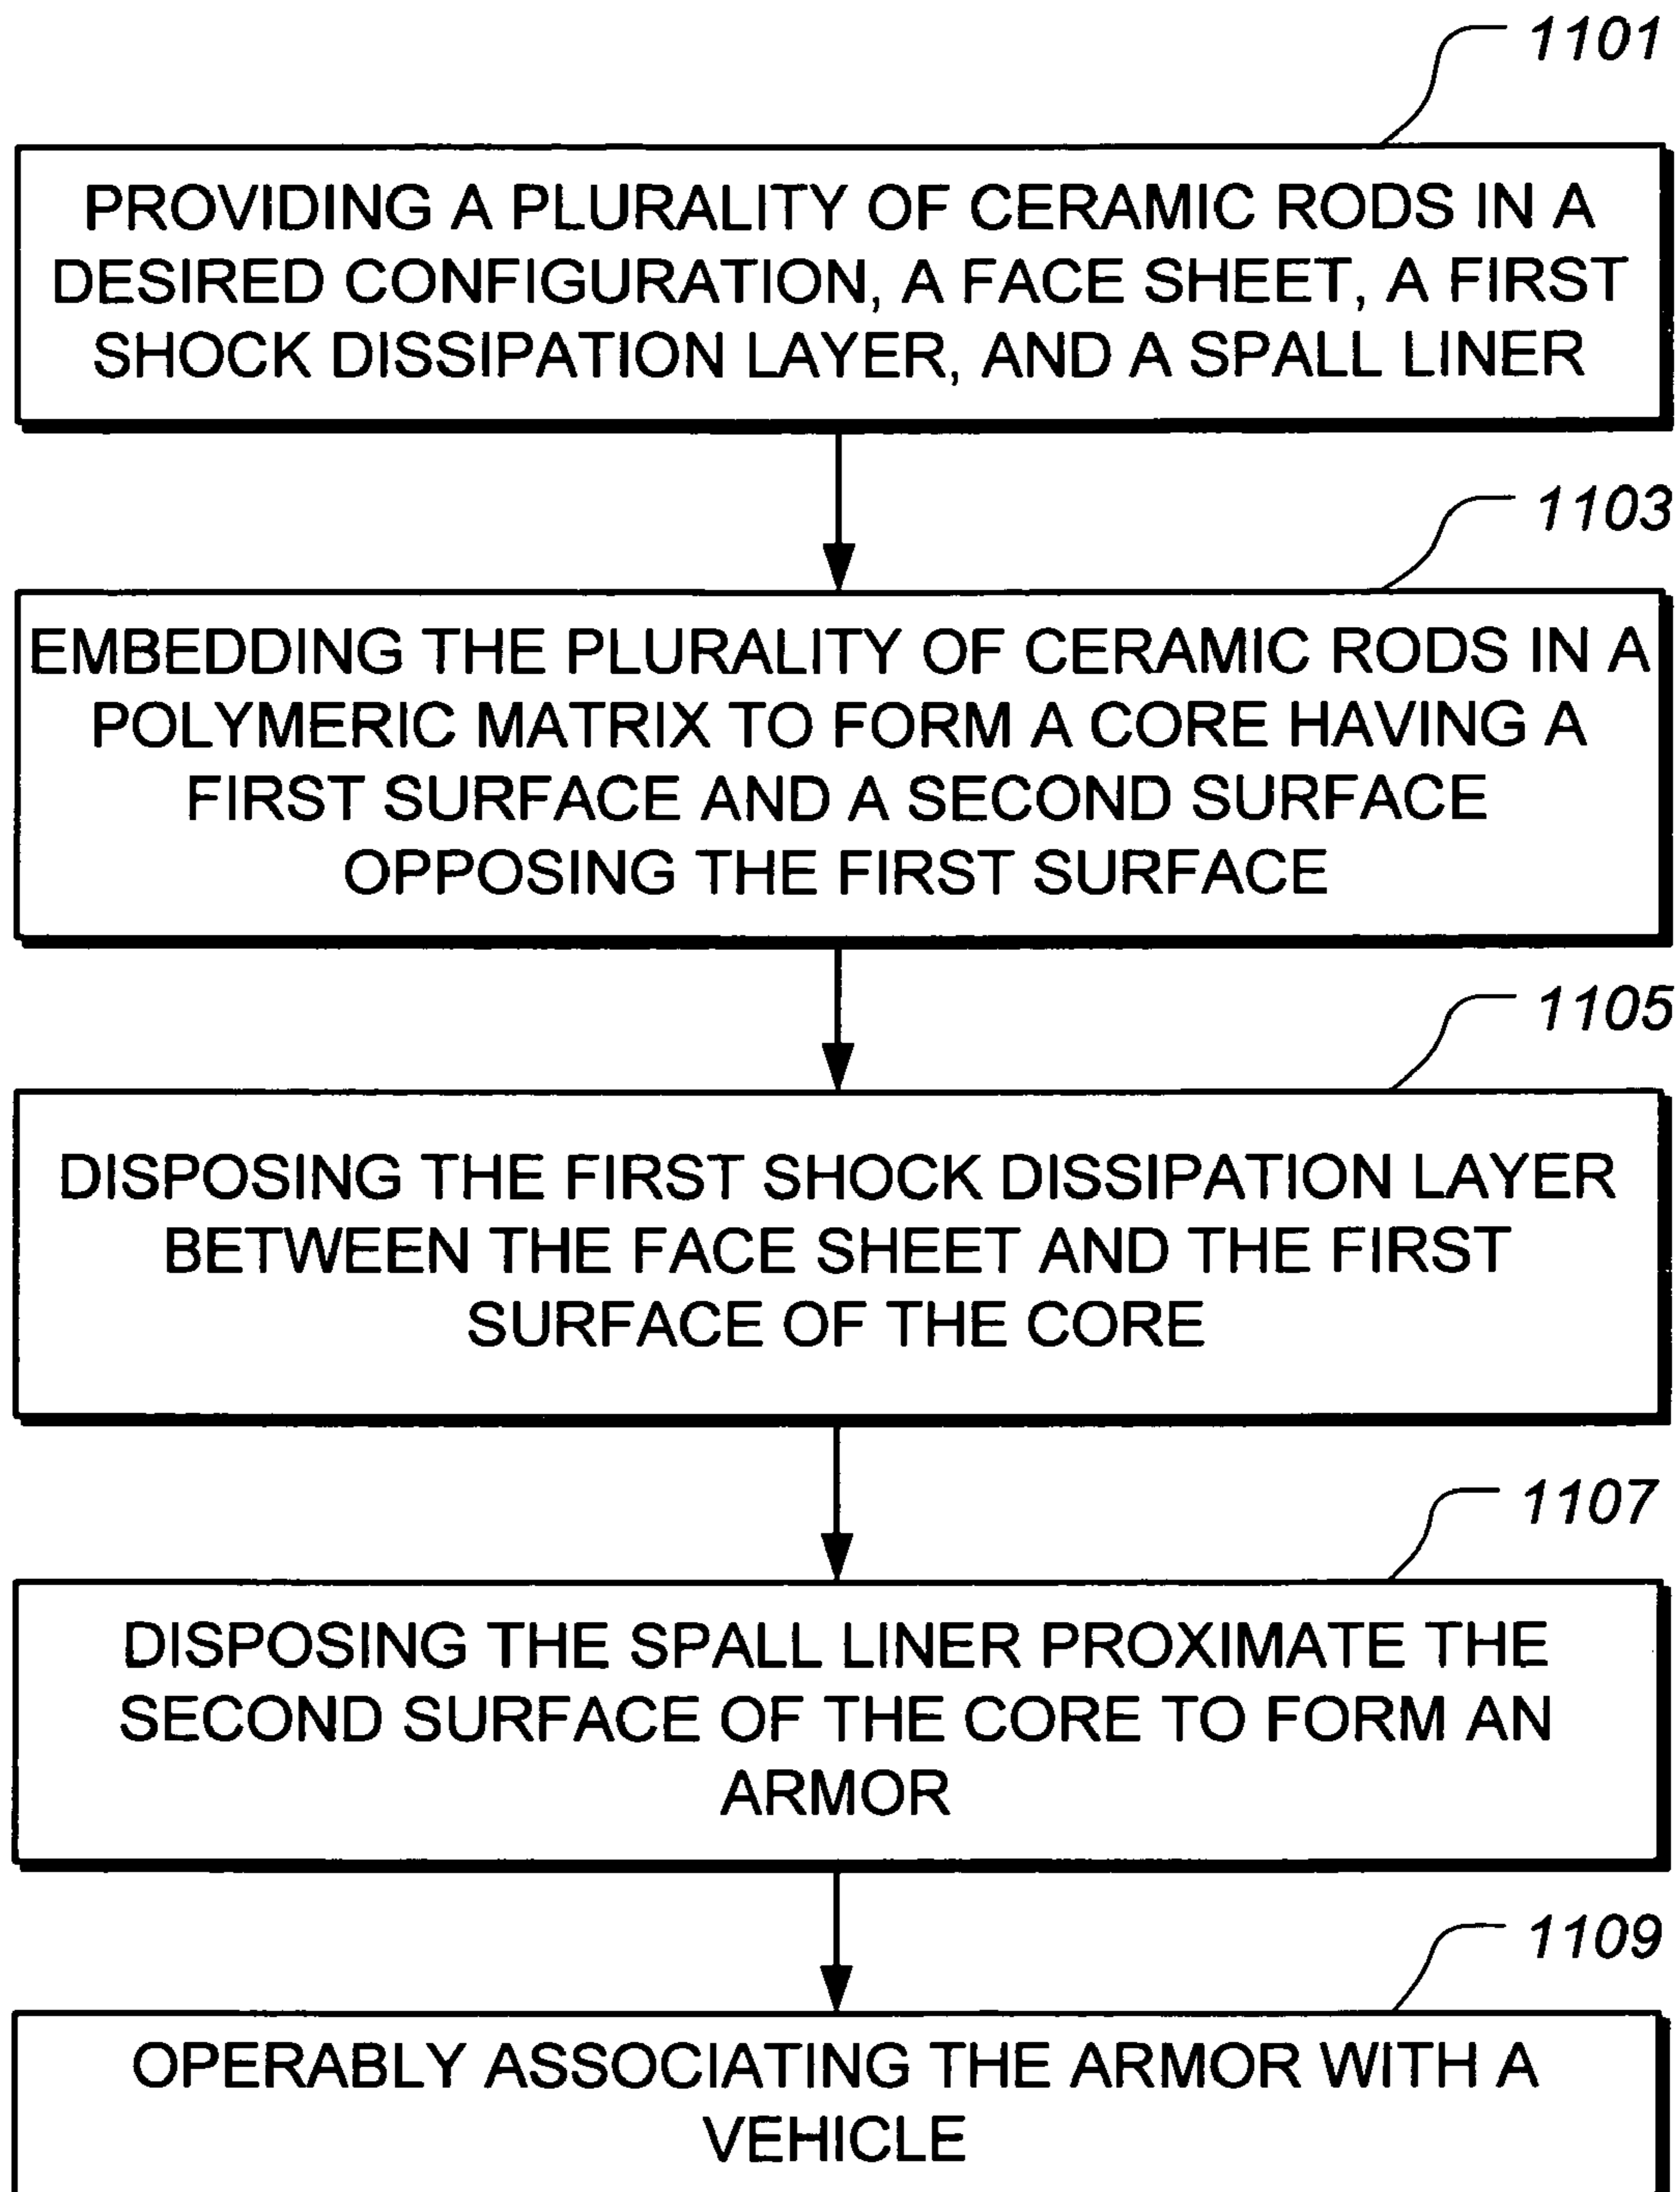 1101
PROVIDING A PLURALITY OF CERAMIC RODS IN A
DESIRED CONFIGURATION, A FACE SHEET, A FIRST
SHOCK DISSIPATION LAYER, AND A SPALL LINER
1103
EMBEDDING THE PLURALITY OF CERAMIC RODS IN A
POLYMERIC MATRIX TO FORM A CORE HAVING A
FIRST SURFACE AND A SECOND SURFACE
OPPOSING THE FIRST SURFACE
1105
DISPOSING THE FIRST SHOCK DISSIPATION LAYER
BETWEEN THE FACE SHEET AND THE FIRST
SURFACE OF THE CORE
1107
DISPOSING THE SPALL LINER PROXIMATE THE
SECOND SURFACE OF THE CORE TO FORM AN
ARMOR
1109
OPERABLY ASSOCIATING THE ARMOR WITH A
VEHICLE